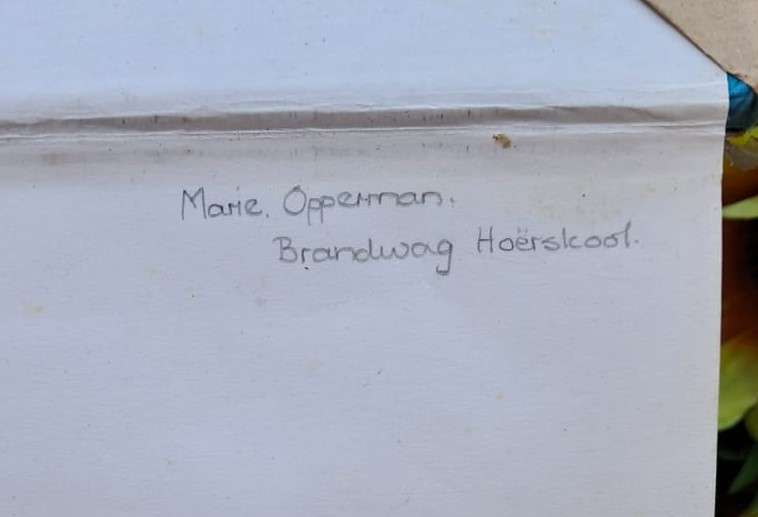 Marie. Opperman.
Brandwag Hoërskool.